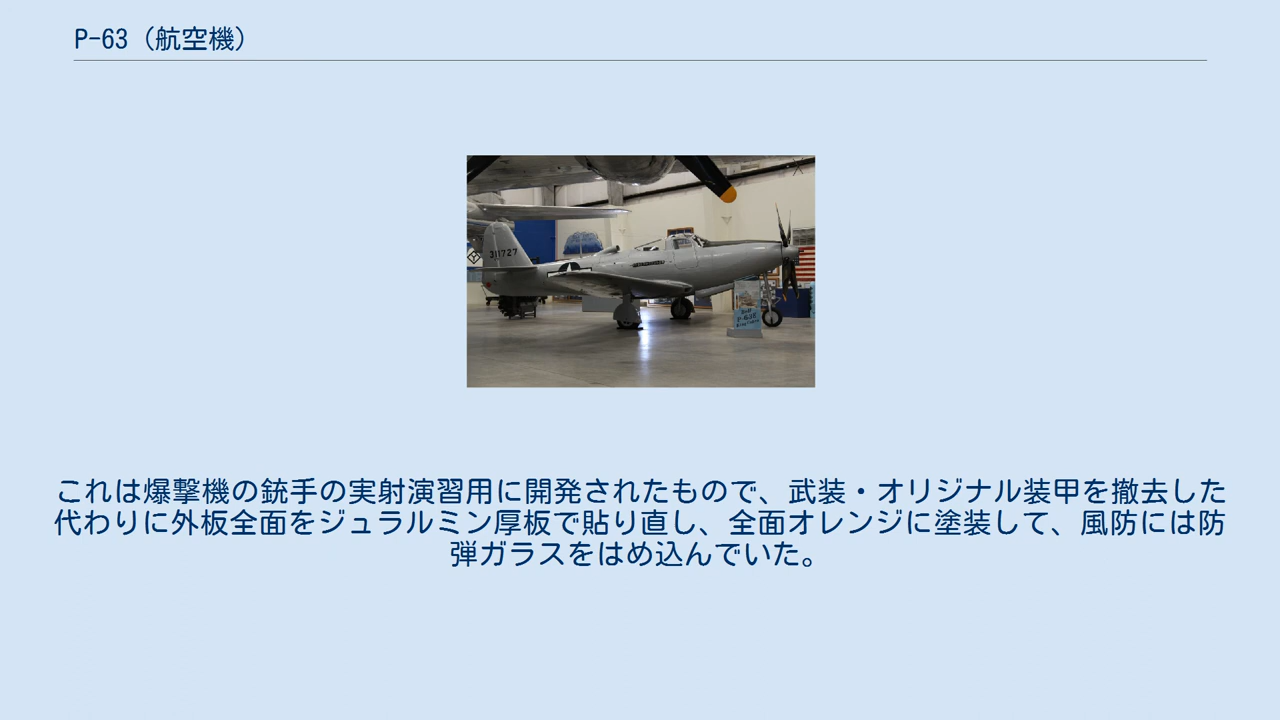 P-63（航空機）
311727
これは爆撃機の銃手の実射演習用に開発されたもので、武装・オリジナル装甲を撤去した
代わりに外板全面をジュラルミン厚板で貼り直し、全面オレンジに塗装して、風防には防
弾ガラスをはめ込んでいた。